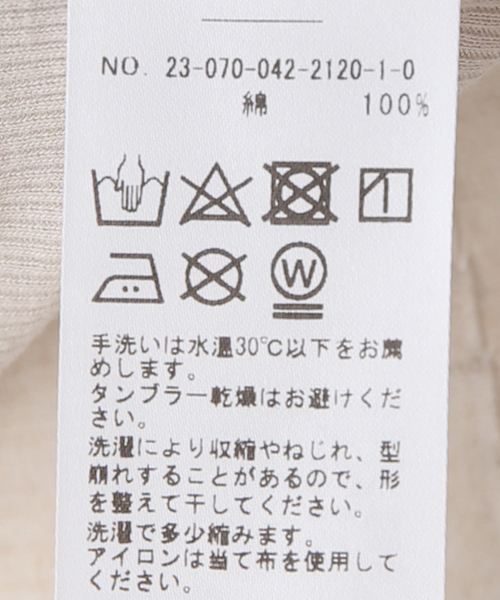 NO. 23-070-042-2120-1-0
綿 100%
W
手洗いは水温30℃以下をお薦
めします。
タンブラー乾燥はお避けくだ
さい。
洗濯により収縮やねじれ、型
崩れすることがあるので、形
を整えて干してください。
洗濯で多少縮みます。
アイロンは当て布を使用して
ください。